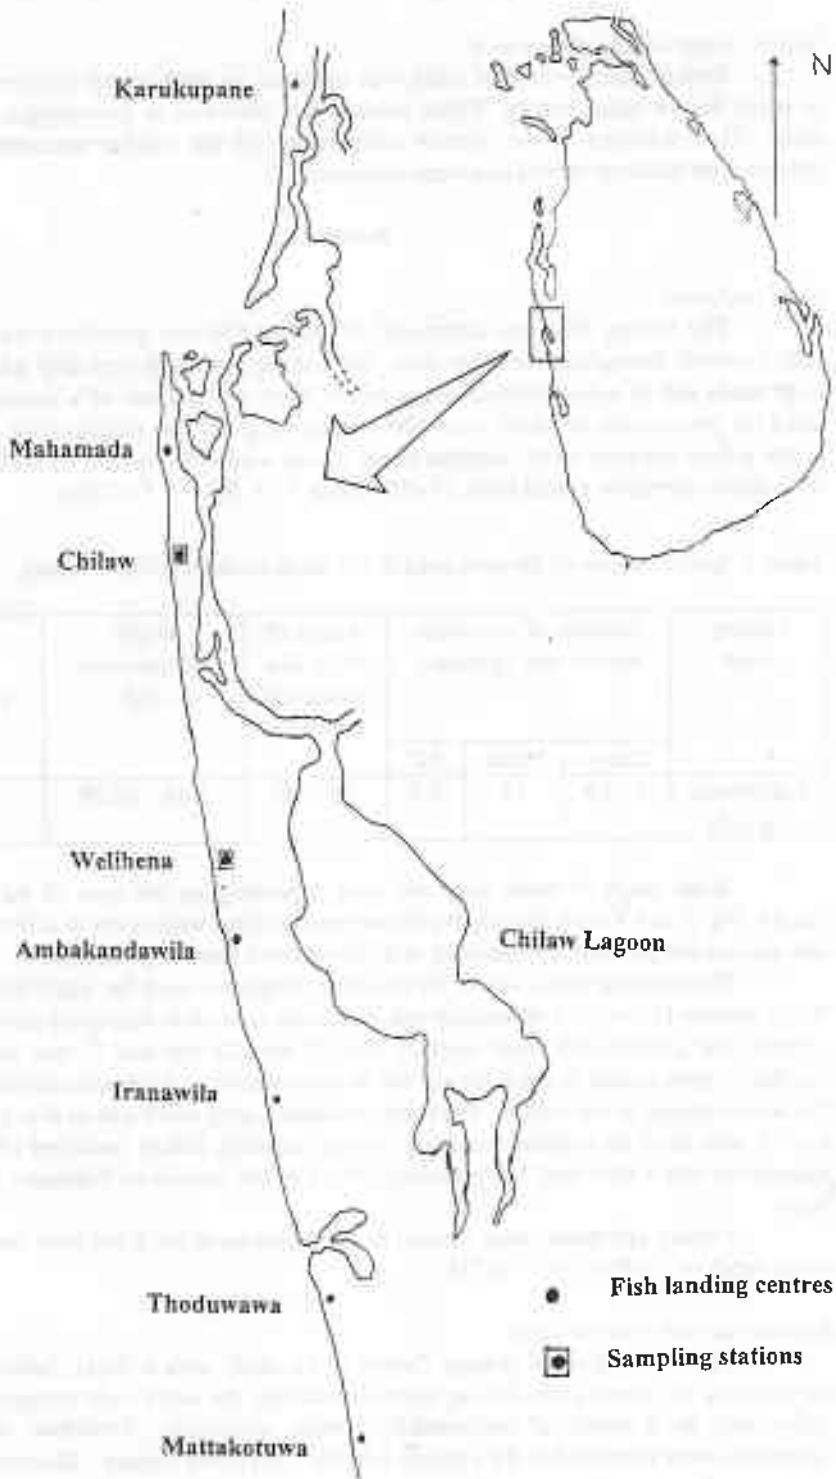 N
Karukupane
Mahamada
Chilaw
Welihena
Ambakandawila
Chilaw Lagoon
Iranawila
Thoduwawa
Fish landing centres
Sampling stations
Mattakotuwa